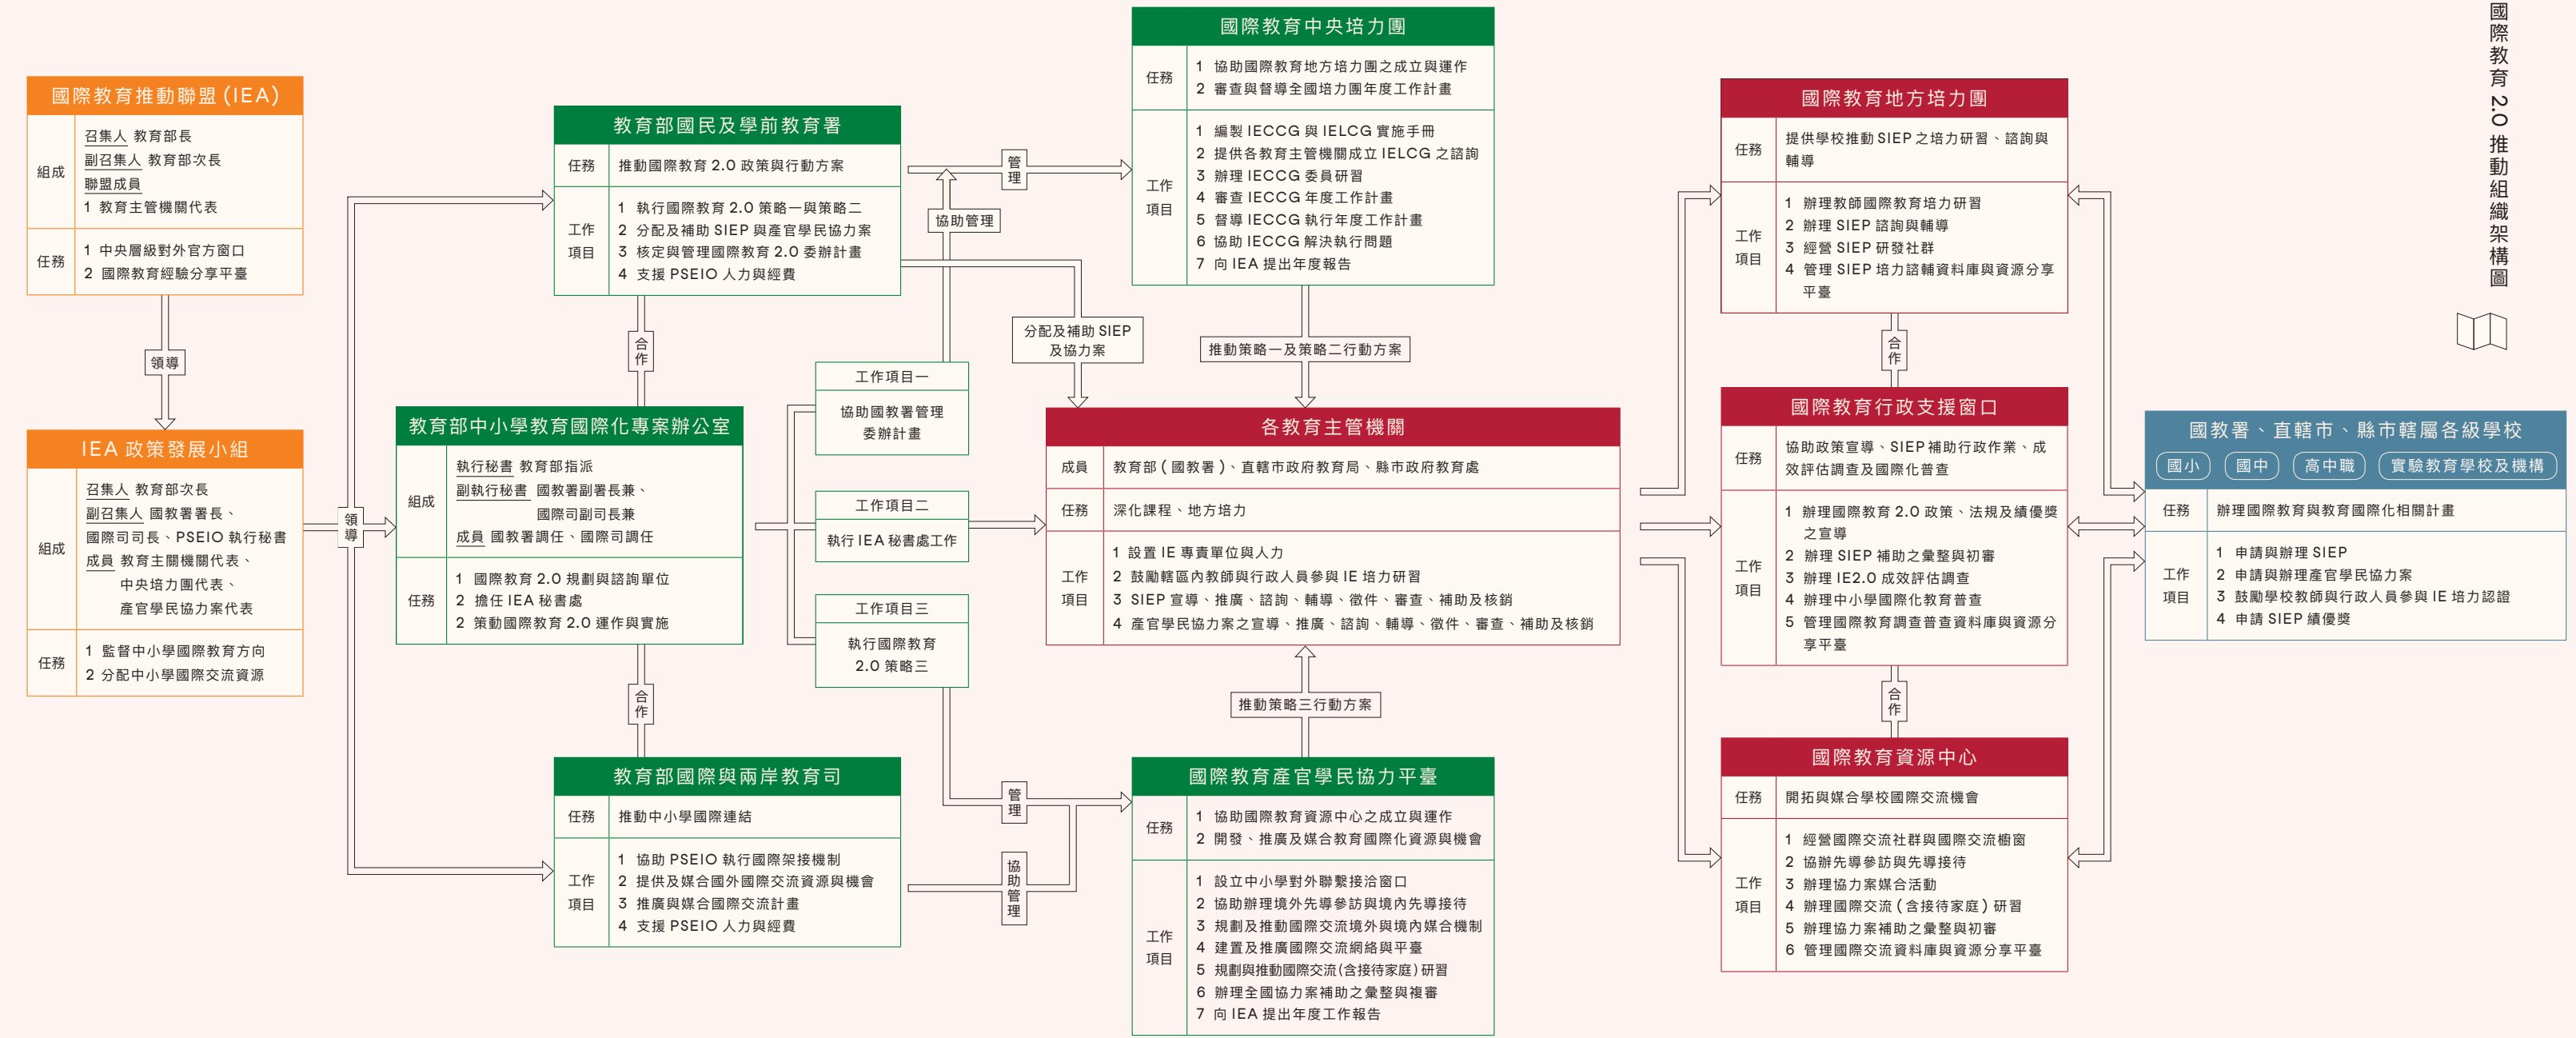 國際教育 2.0 推動組織架構圖
國際教育推動聯盟 (IEA)
組成
召集人 教育部長
副召集人 教育部次長
聯盟成員
1 教育主管機關代表
任務
1 中央層級對外官方窗口
2 國際教育經驗分享平臺
領導
IEA 政策發展小組
組成
召集人 教育部次長
副召集人 國教署署長、
國際司司長、PSEIO 執行秘書
成員 教育主關機關代表、
中央培力團代表、
產官學民協力案代表
任務
1 監督中小學國際教育方向
2 分配中小學國際交流資源
領導
教育部國民及學前教育署
任務
推動國際教育 2.0 政策與行動方案
工作
項目
1 執行國際教育 2.0 策略一與策略二
2 分配及補助 SIEP 與產官學民協力案
3 核定與管理國際教育 2.0 委辦計畫
4 支援 PSEIO 人力與經費
合作
教育部中小學教育國際化專案辦公室
組成
執行秘書 教育部指派
副執行秘書 國教署副署長兼、
國際司副司長兼
成員 國教署調任、國際司調任
任務
1 國際教育 2.0 規劃與諮詢單位
2 擔任 IEA 秘書處
2 策動國際教育 2.0 運作與實施
合作
教育部國際與兩岸教育司
任務
推動中小學國際連結
工作
項目
1 協助 PSEIO 執行國際架接機制
2 提供及媒合國外國際交流資源與機會
3 推廣與媒合國際交流計畫
4 支援 PSEIO 人力與經費
管理
協助管理
分配及補助 SIEP
及協力案
工作項目一
協助國教署管理
委辦計畫
工作項目二
執行 IEA 秘書處工作
工作項目三
執行國際教育
2.0 策略三
管理
協助管理
國際教育中央培力團
任務
1 協助國際教育地方培力團之成立與運作
2 審查與督導全國培力團年度工作計畫
工作
項目
1 編製 IECCG 與 IELCG 實施手冊
2 提供各教育主管機關成立 IELCG 之諮詢
3 辦理 IECCG 委員研習
4 審查 IECCG 年度工作計畫
5 督導 IECCG 執行年度工作計畫
6 協助 IECCG 解決執行問題
7 向 IEA 提出年度報告
推動策略一及策略二行動方案
各教育主管機關
成員
教育部 ( 國教署 )、直轄市政府教育局、縣市政府教育處
任務
深化課程、地方培力
工作
項目
1 設置 IE 專責單位與人力
2 鼓勵轄區內教師與行政人員參與 IE 培力研習
3 SIEP 宣導、推廣、諮詢、輔導、徵件、審查、補助及核銷
4 產官學民協力案之宣導、推廣、諮詢、輔導、徵件、審查、補助及核銷
推動策略三行動方案
國際教育產官學民協力平臺
任務
1 協助國際教育資源中心之成立與運作
2 開發、推廣及媒合教育國際化資源與機會
工作
項目
1 設立中小學對外聯繫接洽窗口
2 協助辦理境外先導參訪與境內先導接待
3 規劃及推動國際交流境外與境內媒合機制
4 建置及推廣國際交流網絡與平臺
5 規劃與推動國際交流(含接待家庭)研習
6 辦理全國協力案補助之彙整與複審
7 向 IEA 提出年度工作報告
國際教育地方培力團
任務
提供學校推動 SIEP 之培力研習、諮詢與
輔導
工作
項目
1 辦理教師國際教育培力研習
2 辦理 SIEP 諮詢與輔導
3 經營 SIEP 研發社群
4 管理 SIEP 培力諮輔資料庫與資源分享
平臺
合作
國際教育行政支援窗口
任務
協助政策宣導、SIEP 補助行政作業、成
效評估調查及國際化普查
工作
項目
1 辦理國際教育 2.0 政策、法規及績優獎
之宣導
2 辦理 SIEP 補助之彙整與初審
3 辦理 IE2.0 成效評估調查
4 辦理中小學國際化教育普查
5 管理國際教育調查普查資料庫與資源分
享平臺
合作
國際教育資源中心
任務
開拓與媒合學校國際交流機會
工作
項目
1 經營國際交流社群與國際交流櫥窗
2 協辦先導參訪與先導接待
3 辦理協力案媒合活動
4 辦理國際交流 ( 含接待家庭 ) 研習
5 辦理協力案補助之彙整與初審
6 管理國際交流資料庫與資源分享平臺
國教署、直轄市、縣市轄屬各級學校
國小 國中 高中職 實驗教育學校及機構
任務
辦理國際教育與教育國際化相關計畫
工作
項目
1 申請與辦理 SIEP
2 申請與辦理產官學民協力案
3 鼓勵學校教師與行政人員參與 IE 培力認證
4 申請 SIEP 績優獎